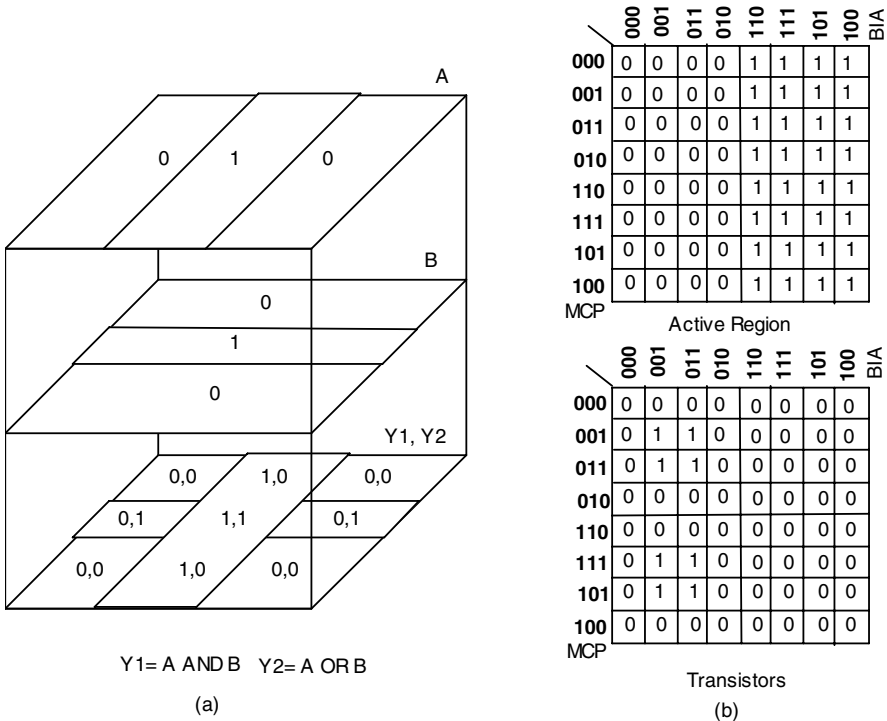 A
0 1 0
B
0
1
0
Y1, Y2
0,0 1,0 0,0
0,1 1,1 0,1
0,0 1,0 0,0
Y1= A AND B Y2= A OR B
(a)
000 001 011 010 110 111 101 100 BIA
000 0 0 0 0 1 1 1 1
001 0 0 0 0 1 1 1 1
011 0 0 0 0 1 1 1 1
010 0 0 0 0 1 1 1 1
110 0 0 0 0 1 1 1 1
111 0 0 0 0 1 1 1 1
101 0 0 0 0 1 1 1 1
100 0 0 0 0 1 1 1 1
MCP
Active Region
000 001 011 010 110 111 101 100 BIA
000 0 0 0 0 0 0 0 0
001 0 1 1 0 0 0 0 0
011 0 1 1 0 0 0 0 0
010 0 0 0 0 0 0 0 0
110 0 0 0 0 0 0 0 0
111 0 1 1 0 0 0 0 0
101 0 1 1 0 0 0 0 0
100 0 0 0 0 0 0 0 0
MCP
Transistors
(b)